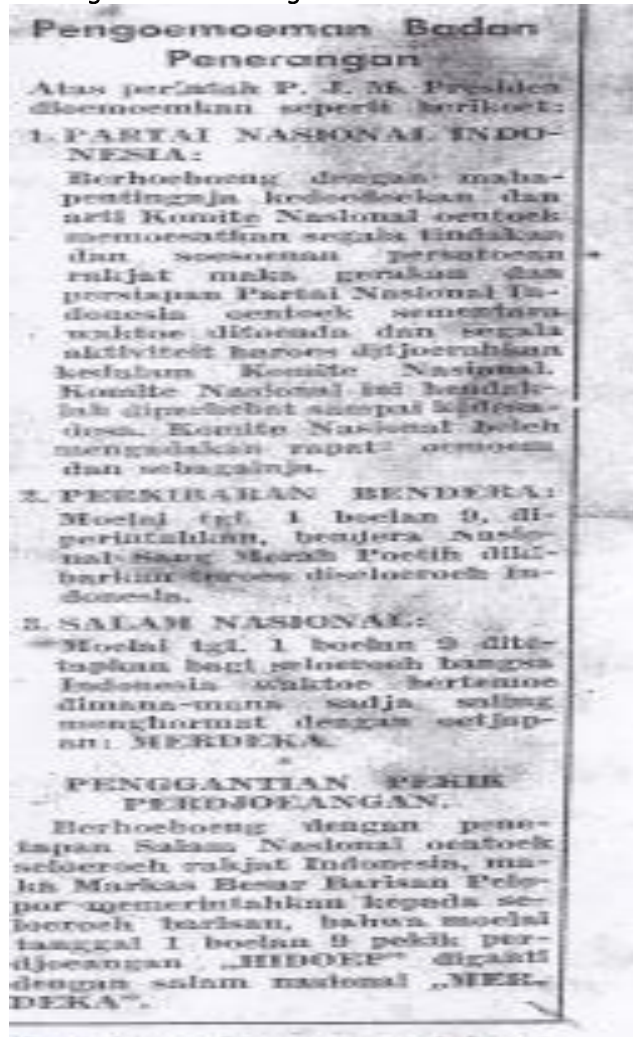 Pengoemoeman Badan
Penerangan
Atas perintah P. J. M. Presiden
dioemoemkan seperti berikoet:
1. PARTAI NASIONAL INDO-
NESIA:
Berhoeboeng dengan maha-
pentingnja kedoedoekan dan
arti Komite Nasional oentoek
memoesatkan segala tindakan
dan soesoenan persatoean
rakjat maka gerakan dan
persiapan Partai Nasional In-
donesia oentoek sementara
waktoe ditoenda dan segala
aktiviteit haroes ditjoerahkan
kedalam Komite Nasional.
Komite Nasional ini hendak-
lah diperhebat sampai kedesa-
desa. Komite Nasional boleh
mengadakan rapat² oemoem
dan sebagainja.
2. PERKIBARAN BENDERA:
Moelai tgl. 1 boelan 9, di-
perintahkan, bendera Nasio-
nal Sang Merah Poetih diki-
barkan teroes diseloeroeh In-
donesia.
3. SALAM NASIONAL:
Moelai tgl. 1 boelan 9 dite-
tapkan bagi seloeroeh bangsa
Indonesia waktoe bertemoe
dimana-mana sadja saling
menghormat dengan oetjap-
an: MERDEKA.
*
PENGGANTIAN PEKIK
PERDJOEANGAN.
Berhoeboeng dengan pene-
tapan Salam Nasional oentoek
seloeroeh rakjat Indonesia, ma-
ka Markas Besar Barisan Pelo-
por memerintahkan kepada se-
loeroeh barisan, bahwa moelai
tanggal 1 boelan 9 pekik per-
djoeangan „HIDOEP" diganti
dengan salam nasional „MER-
DEKA".